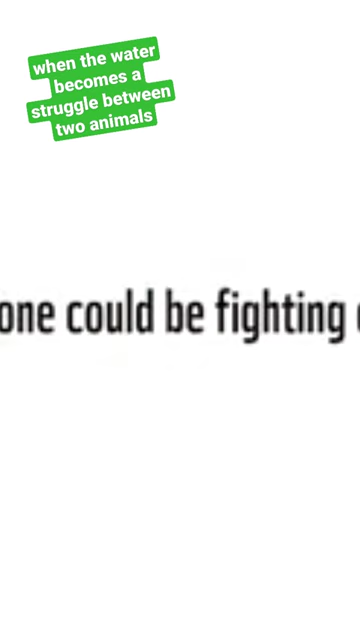 when the water
becomes a
struggle between
two animals
one could be fighting